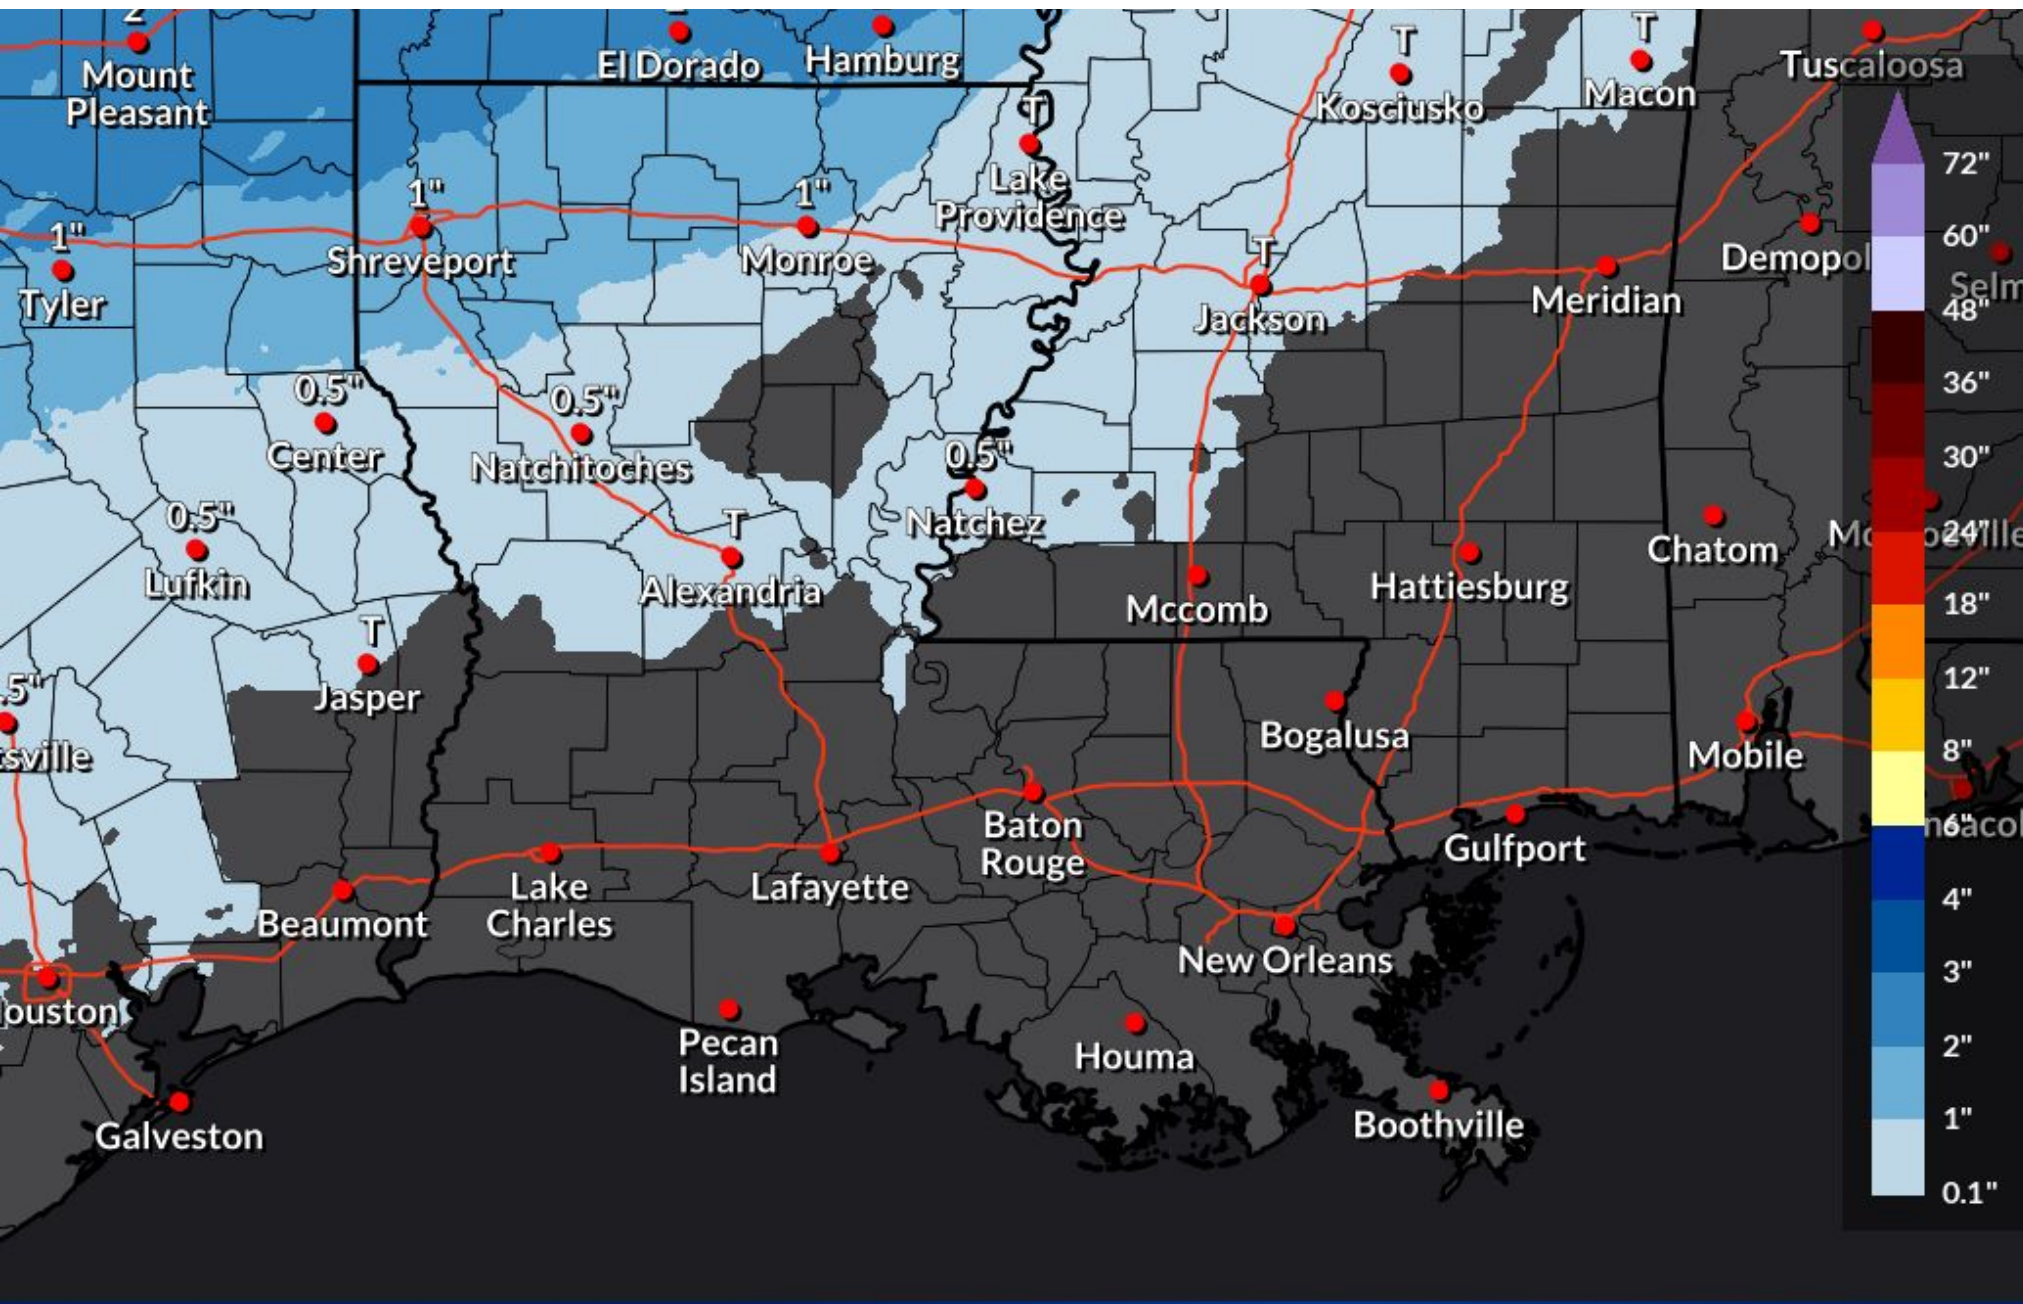 El Dorado
Hamburg
Mount
Pleasant
T
Kosciusko
T
Macon
Tuscaloosa
T
Lake
Providence
1"
Tyler
1"
Shreveport
1"
Monroe
T
Jackson
Meridian
Demopol
Selm
0.5"
Center
0.5"
Natchitoches
0.5"
Natchez
0.5"
Lufkin
T
Alexandria
Mccomb
Hattiesburg
Chatom
T
Jasper
.5"
Bogalusa
Mobile
Baton
Rouge
Gulfport
Beaumont
Lake
Charles
Lafayette
New Orleans
ouston
Pecan
Island
Houma
Galveston
Boothville
72"
60"
48"
36"
30"
24"
18"
12"
8"
6"
4"
3"
2"
1"
0.1"